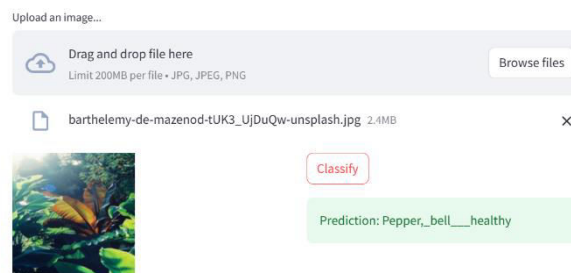 Upload an image...
Drag and drop file here
Limit 200MB per file • JPG, JPEG, PNG
Browse files
barthelemy-de-mazenod-tUK3_UjDuQw-unsplash.jpg 2.4MB
Classify
Prediction: Pepper,_bell___healthy